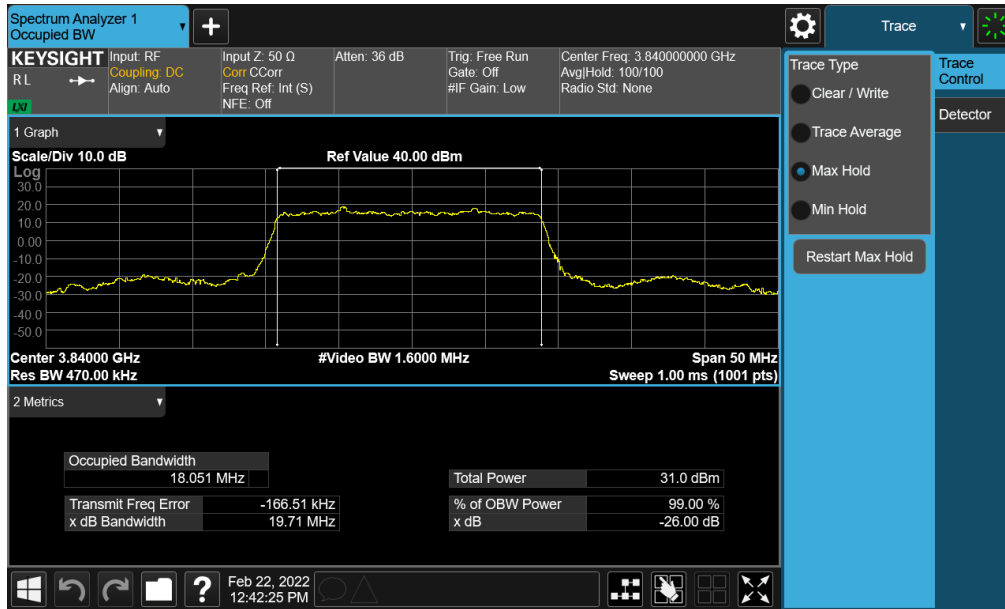 Spectrum Analyzer 1
Occupied BW
+
Trace
KEYSIGHT
R L
LXI
Input: RF
Coupling: DC
Align: Auto
Input Z: 50 Ω
Corr CCorr
Freq Ref: Int (S)
NFE: Off
Atten: 36 dB
Trig: Free Run
Gate: Off
#IF Gain: Low
Center Freq: 3.840000000 GHz
Avg|Hold: 100/100
Radio Std: None
Trace Type
Clear / Write
Trace Average
Max Hold
Min Hold
Restart Max Hold
Trace
Control
Detector
1 Graph
Scale/Div 10.0 dB
Ref Value 40.00 dBm
Log
30.0
20.0
10.0
0.00
-10.0
-20.0
-30.0
-40.0
-50.0
Center 3.84000 GHz
#Video BW 1.6000 MHz
Span 50 MHz
Res BW 470.00 kHz
Sweep 1.00 ms (1001 pts)
2 Metrics
Occupied Bandwidth
18.051 MHz
Total Power 31.0 dBm
Transmit Freq Error -166.51 kHz
% of OBW Power 99.00 %
x dB Bandwidth 19.71 MHz
x dB -26.00 dB
?
Feb 22, 2022
12:42:25 PM